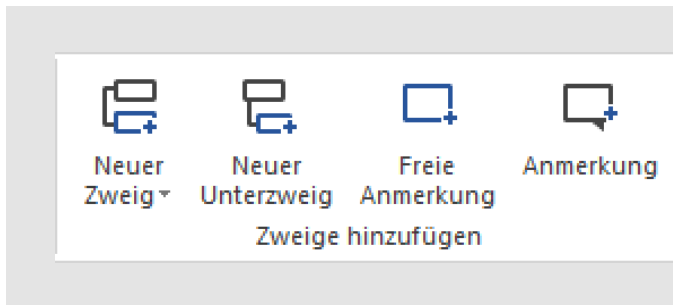 Neuer Zweig
Neuer Unterzweig
Freie Anmerkung
Anmerkung
Zweige hinzufügen